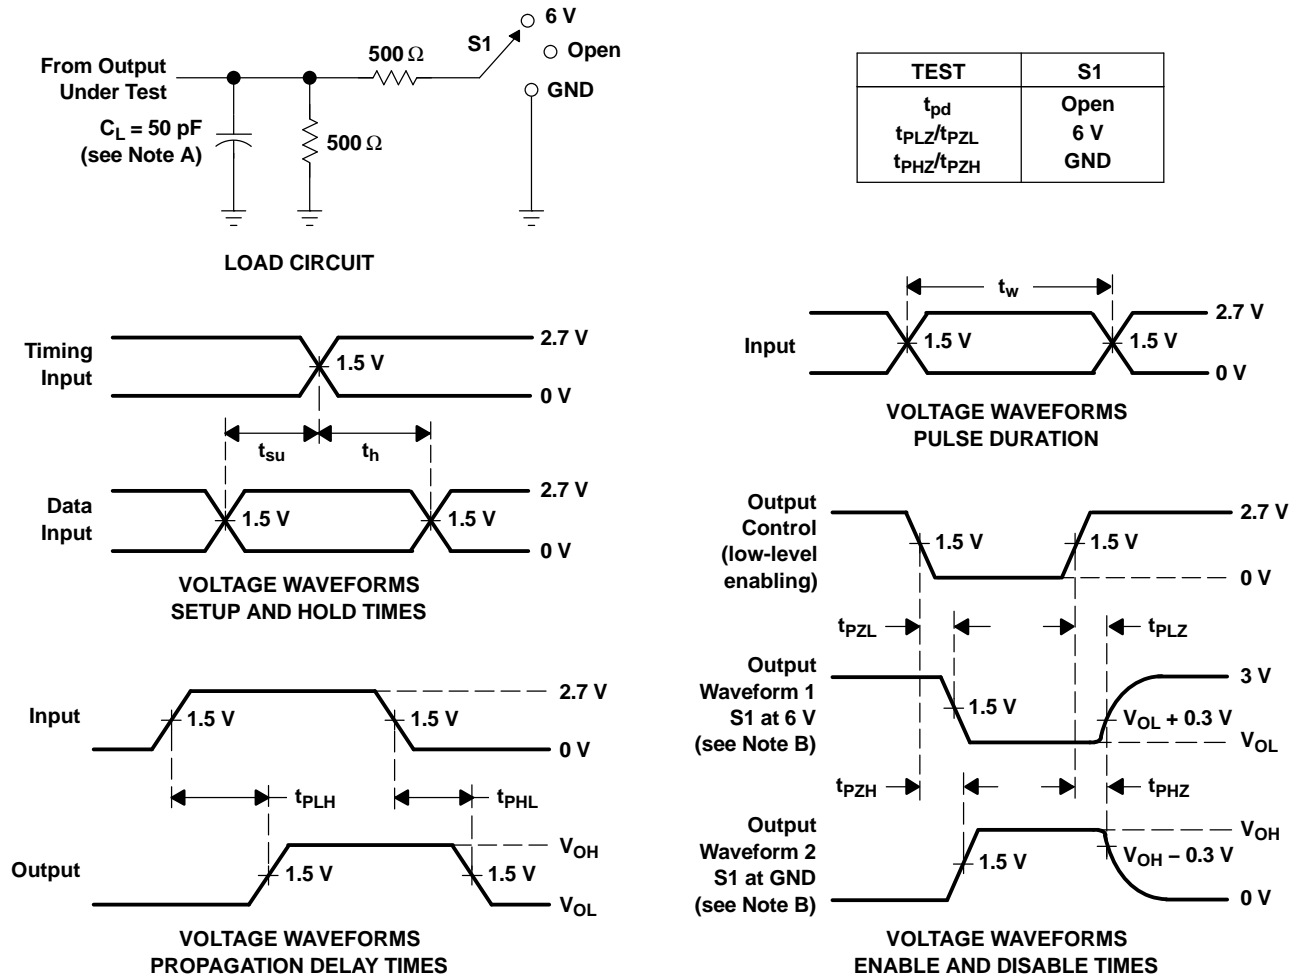 6 V
S1
500 Ω
Open
From Output
Under Test
GND
C_L = 50 pF
(see Note A)
500 Ω
LOAD CIRCUIT
TEST S1
t_pd Open
t_PLZ/t_PZL 6 V
t_PHZ/t_PZH GND
Timing
Input
2.7 V
1.5 V
0 V
t_su
t_h
Data
Input
2.7 V
1.5 V
1.5 V
0 V
VOLTAGE WAVEFORMS
SETUP AND HOLD TIMES
t_w
Input
2.7 V
1.5 V
1.5 V
0 V
VOLTAGE WAVEFORMS
PULSE DURATION
Input
2.7 V
1.5 V
1.5 V
0 V
t_PLH
t_PHL
Output
V_OH
1.5 V
1.5 V
V_OL
VOLTAGE WAVEFORMS
PROPAGATION DELAY TIMES
Output
Control
(low-level
enabling)
2.7 V
1.5 V
1.5 V
0 V
t_PZL
t_PLZ
Output
Waveform 1
S1 at 6 V
(see Note B)
3 V
1.5 V
V_OL + 0.3 V
V_OL
t_PZH
t_PHZ
Output
Waveform 2
S1 at GND
(see Note B)
V_OH
1.5 V
V_OH − 0.3 V
0 V
VOLTAGE WAVEFORMS
ENABLE AND DISABLE TIMES